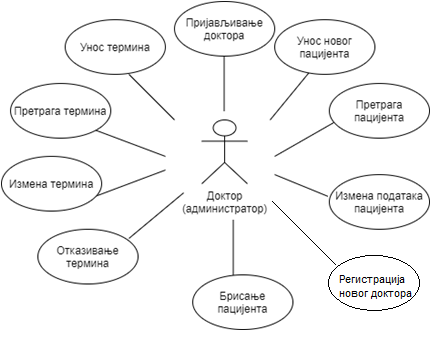 Пријављивање
доктора
Унос термина
Унос новог
пацијента
Претрага термина
Претрага
пацијента
Измена термина
Доктор
(администратор)
Измена података
пацијента
Отказивање
термина
Брисање
пацијента
Регистрација
новог доктора